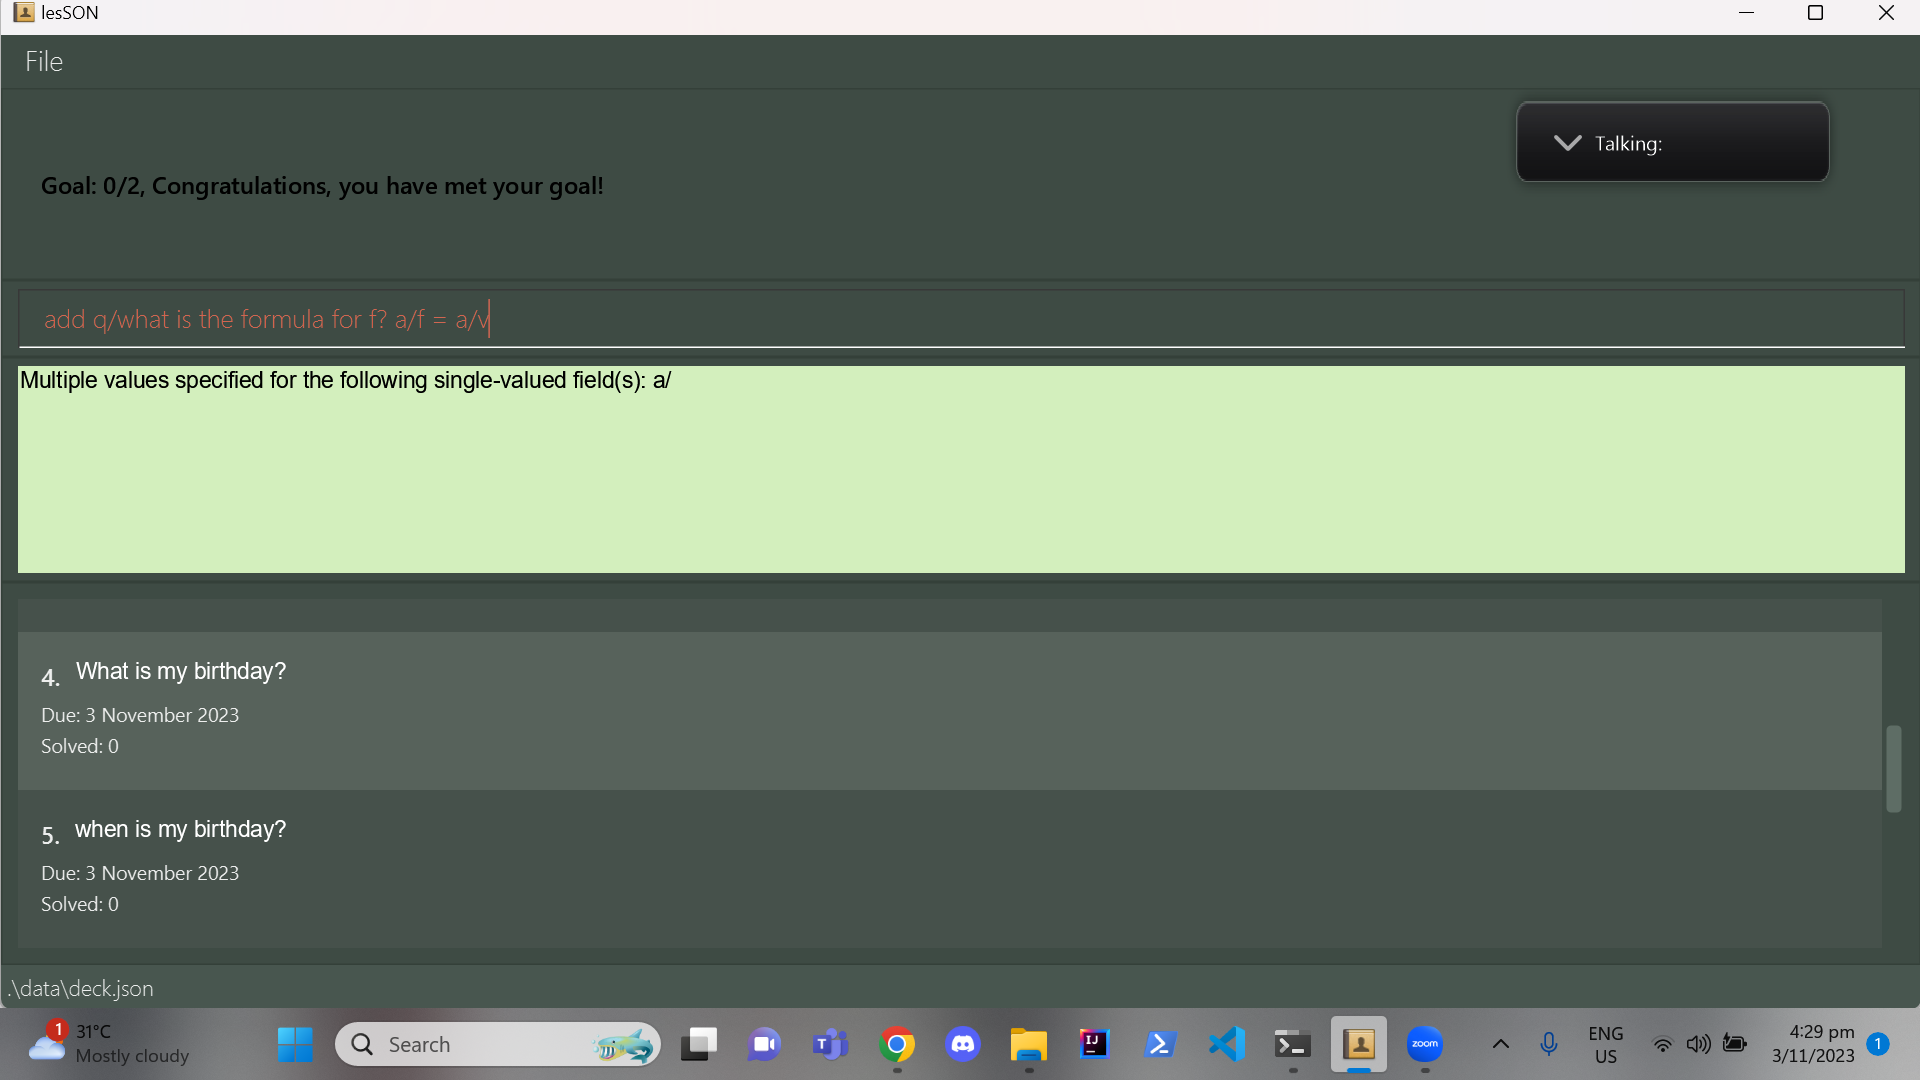 lesSON
File
Talking:
Goal: 0/2, Congratulations, you have met your goal!
add q/what is the formula for f? a/f = a/v
Multiple values specified for the following single-valued field(s): a/
4. What is my birthday?
Due: 3 November 2023
Solved: 0
5. when is my birthday?
Due: 3 November 2023
Solved: 0
.\data\deck.json
1
31°C
Mostly cloudy
Search
T
IJ
zoom
ENG
US
4:29 pm
3/11/2023
1